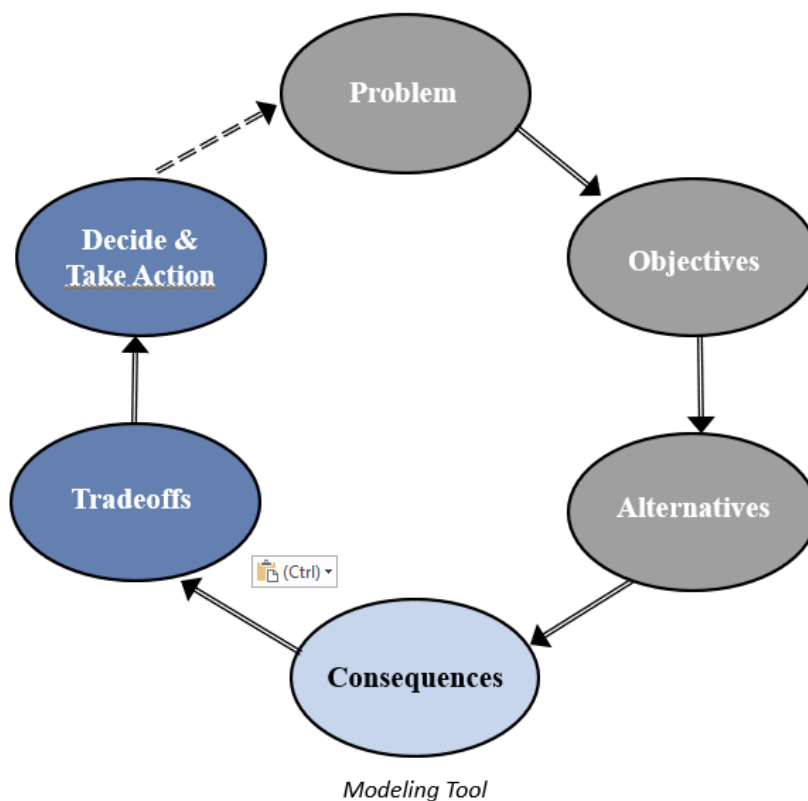 Problem
Objectives
Alternatives
Consequences
Tradeoffs
Decide &
Take Action
(Ctrl)
Modeling Tool